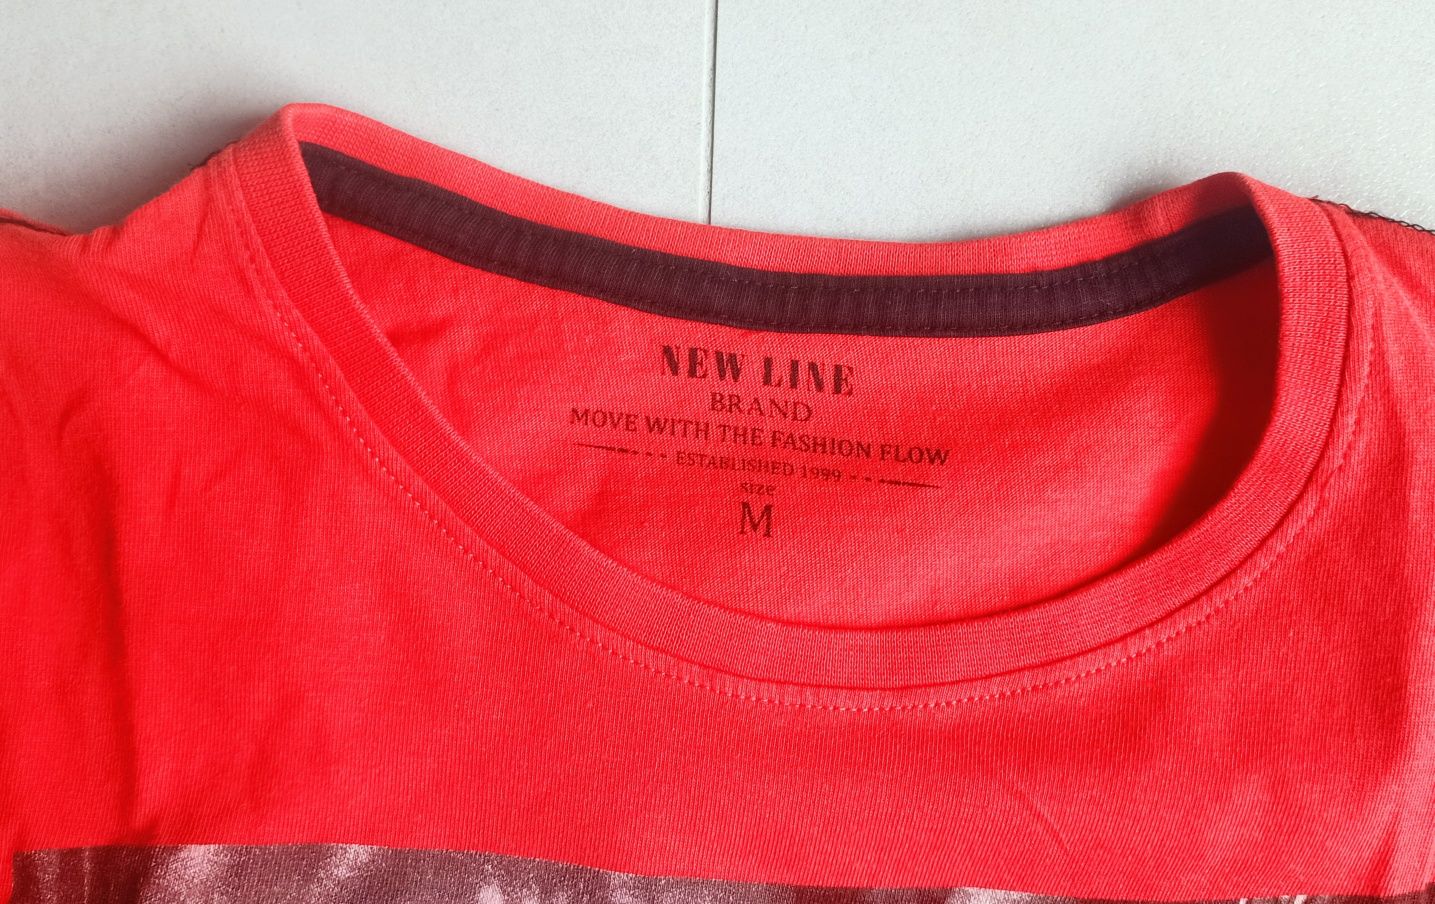 NEW LINE
BRAND
MOVE WITH THE FASHION FLOW
ESTABLISHED 1999
size
M